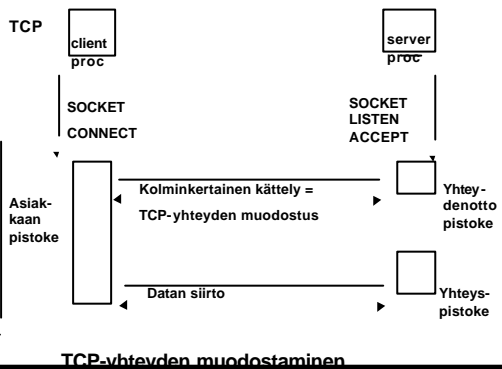 TCP
client
proc
server
proc
SOCKET
CONNECT
SOCKET
LISTEN
ACCEPT
Asiak-
kaan
pistoke
Kolminkertainen kättely =
TCP-yhteyden muodostus
Yhtey-
denotto
pistoke
Datan siirto
Yhteys-
pistoke
TCP-yhteyden muodostaminen